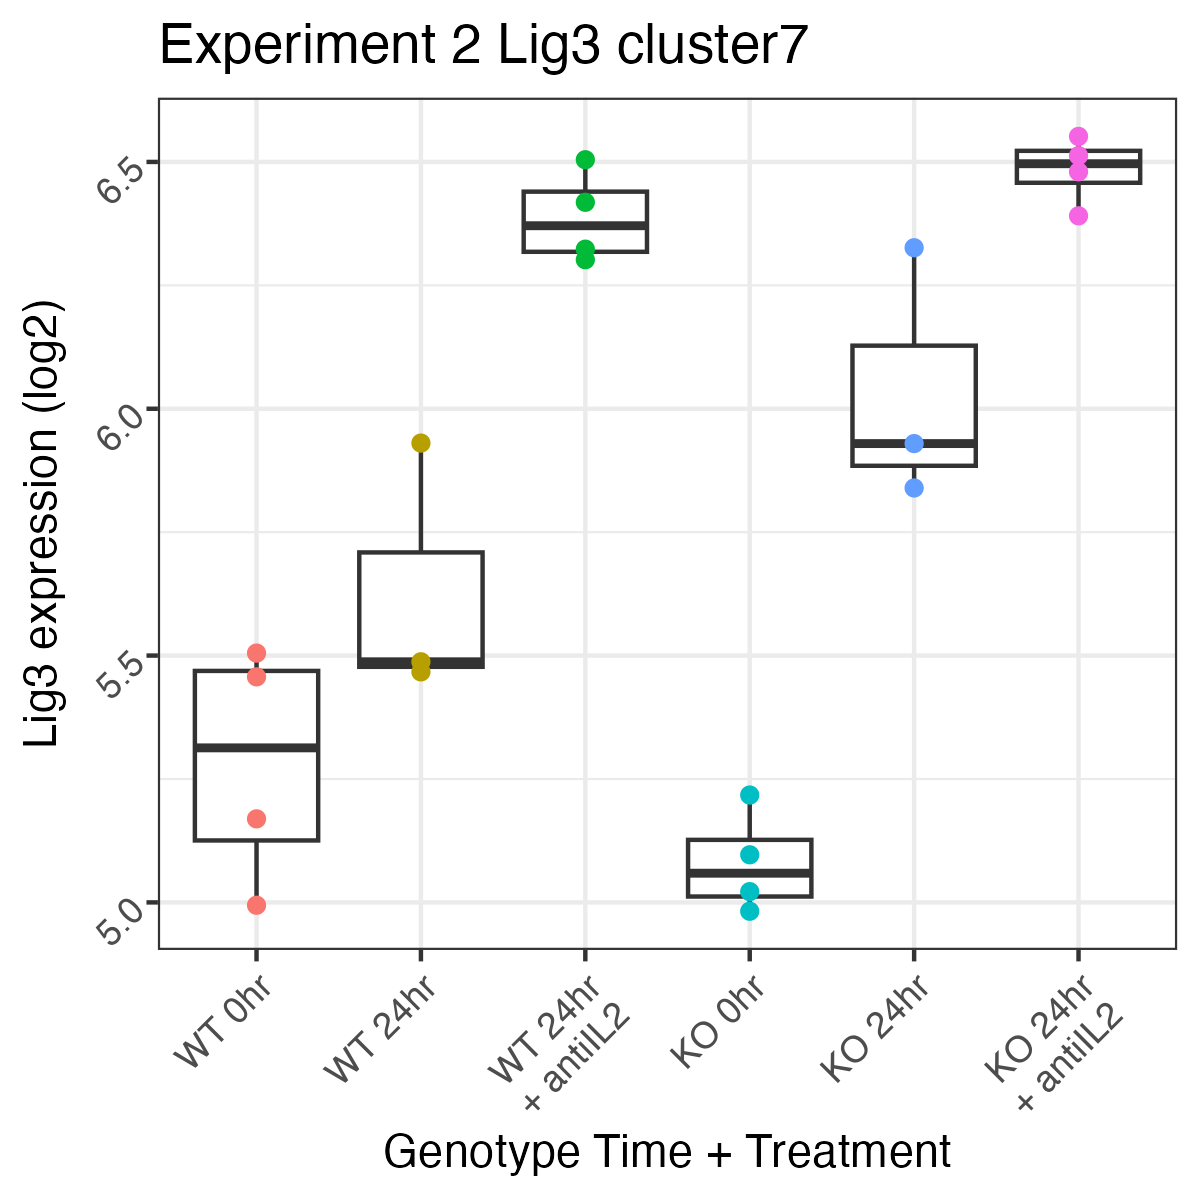 Experiment 2 Lig3 cluster7
Lig3 expression (log2)
6.5
6.0
5.5
5.0
WT 0hr
WT 24hr
WT 24hr
+ antiIL2
KO 0hr
KO 24hr
KO 24hr
+ antiIL2
Genotype Time + Treatment